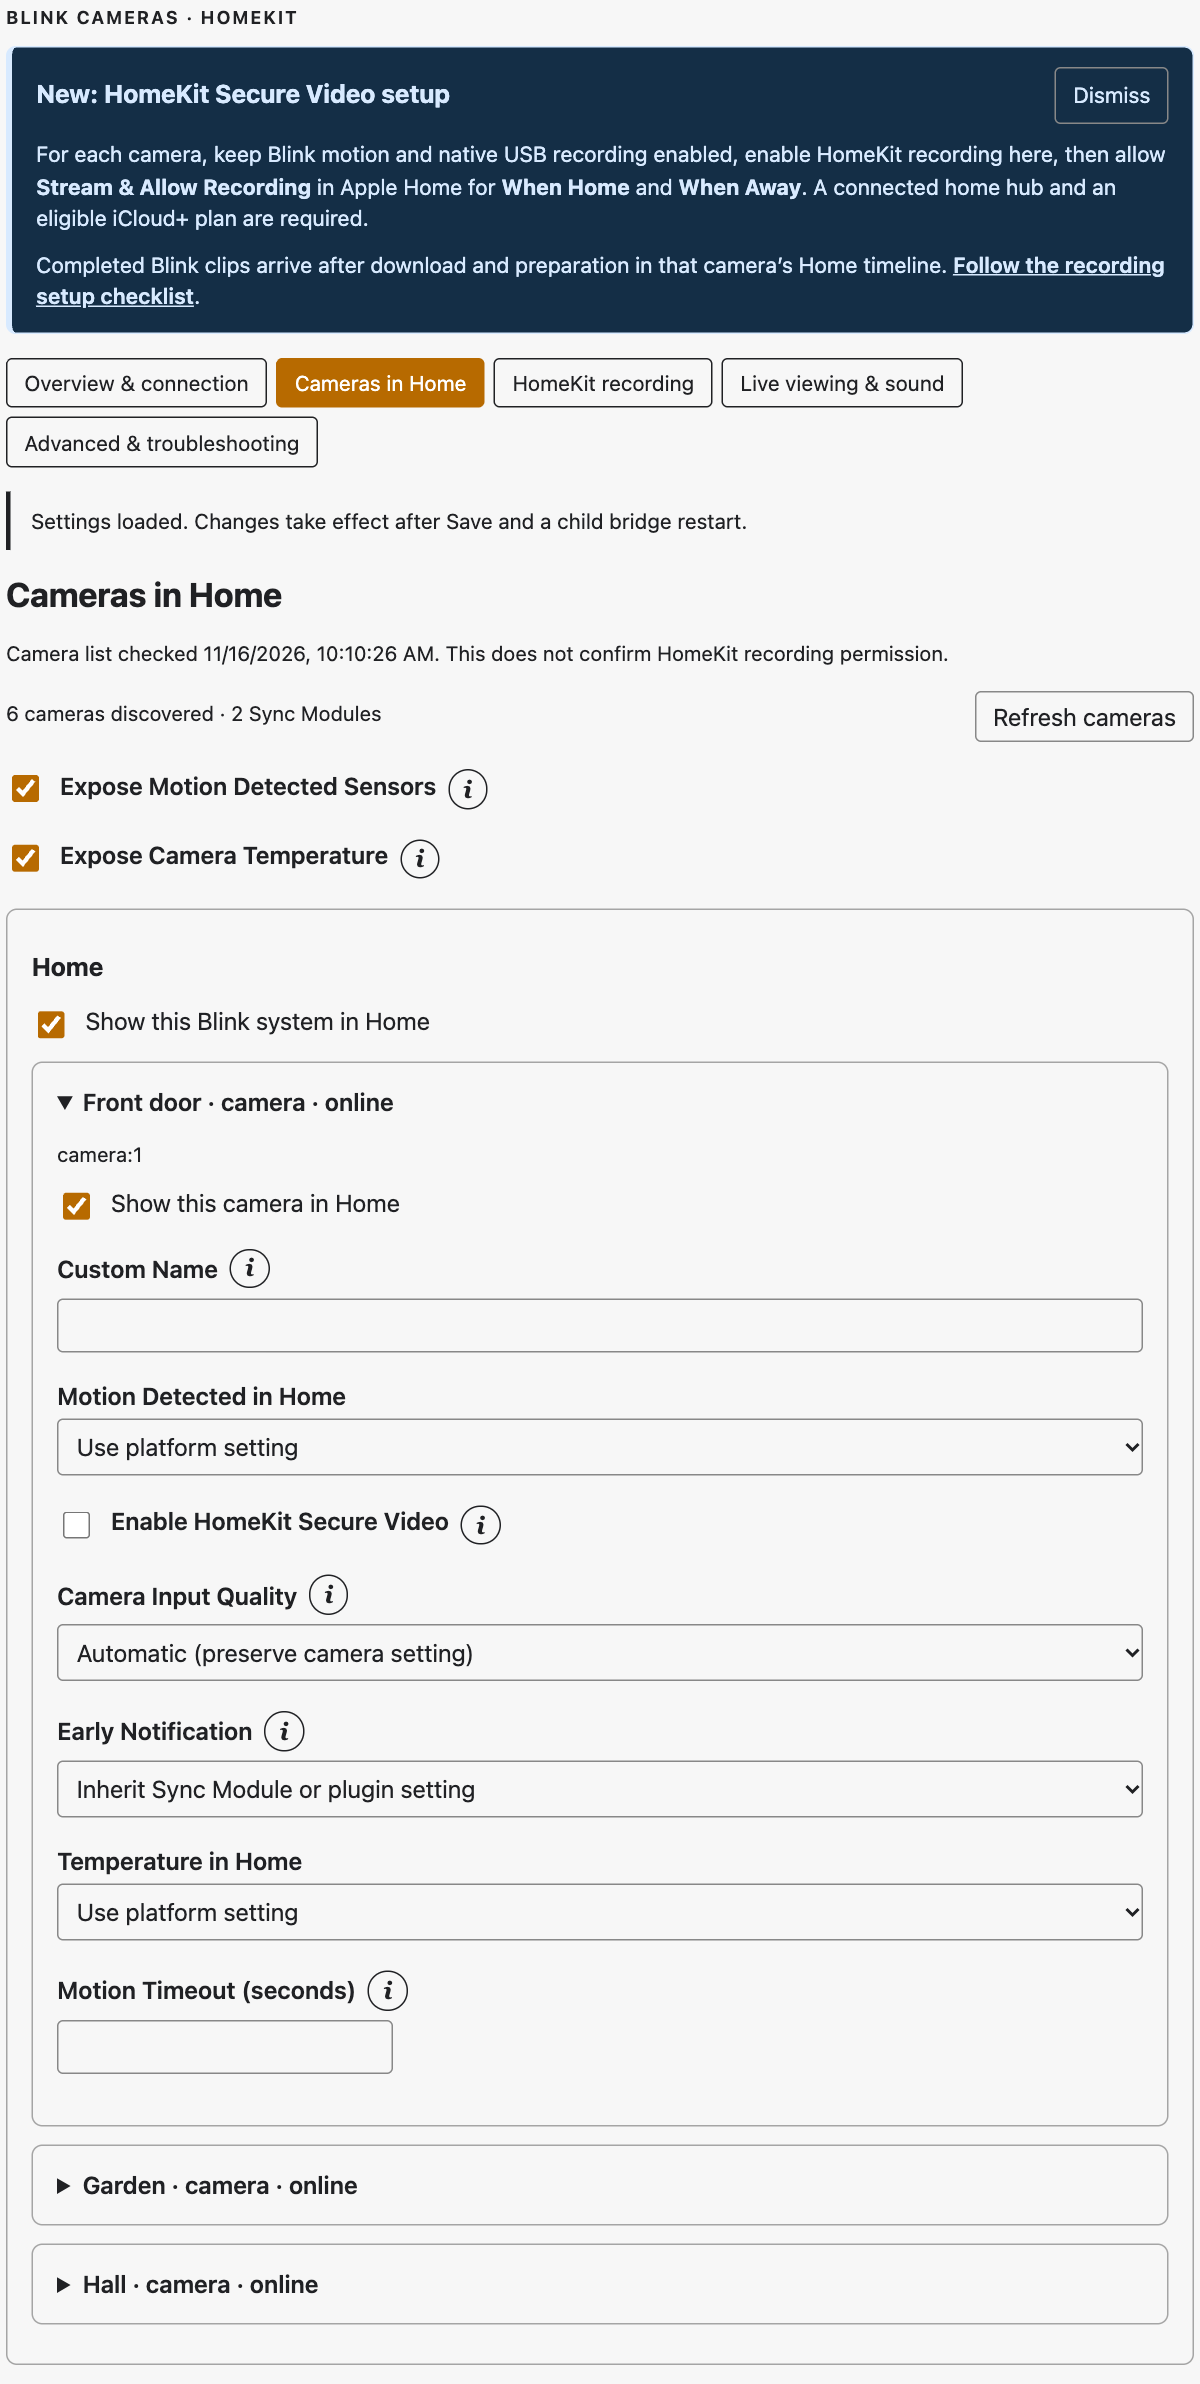 BLINK CAMERAS · HOMEKIT
New: HomeKit Secure Video setup
Dismiss
For each camera, keep Blink motion and native USB recording enabled, enable HomeKit recording here, then allow
Stream & Allow Recording in Apple Home for When Home and When Away. A connected home hub and an
eligible iCloud+ plan are required.
Completed Blink clips arrive after download and preparation in that camera’s Home timeline. Follow the recording
setup checklist.
Overview & connection
Cameras in Home
HomeKit recording
Live viewing & sound
Advanced & troubleshooting
Settings loaded. Changes take effect after Save and a child bridge restart.
Cameras in Home
Camera list checked 11/16/2026, 10:10:26 AM. This does not confirm HomeKit recording permission.
6 cameras discovered · 2 Sync Modules
Refresh cameras
Expose Motion Detected Sensors i
Expose Camera Temperature i
Home
Show this Blink system in Home
Front door · camera · online
camera:1
Show this camera in Home
Custom Name i
Motion Detected in Home
Use platform setting
Enable HomeKit Secure Video i
Camera Input Quality i
Automatic (preserve camera setting)
Early Notification i
Inherit Sync Module or plugin setting
Temperature in Home
Use platform setting
Motion Timeout (seconds) i
Garden · camera · online
Hall · camera · online